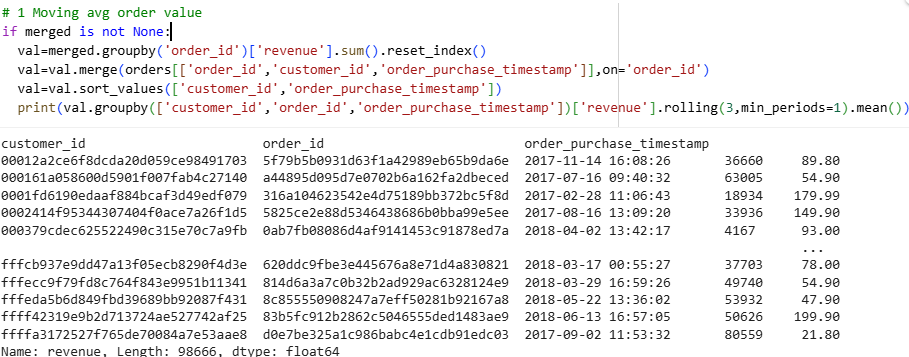 # 1 Moving avg order value
if merged is not None:
  val=merged.groupby('order_id')['revenue'].sum().reset_index()
  val=val.merge(orders[['order_id','customer_id','order_purchase_timestamp']],on='order_id')
  val=val.sort_values(['customer_id','order_purchase_timestamp'])
  print(val.groupby(['customer_id','order_id','order_purchase_timestamp'])['revenue'].rolling(3,min_periods=1).mean())
customer_id                       order_id                          order_purchase_timestamp
00012a2ce6f8dcda20d059ce98491703  5f79b5b0931d63f1a42989eb65b9da6e  2017-11-14 16:08:26       36660     89.80
000161a058600d5901f007fab4c27140  a44895d095d7e0702b6a162fa2dbeced  2017-07-16 09:40:32       63005     54.90
0001fd6190edaaf884bcaf3d49edf079  316a104623542e4d75189bb372bc5f8d  2017-02-28 11:06:43       18934    179.99
0002414f95344307404f0ace7a26f1d5  5825ce2e88d5346438686b0bba99e5ee  2017-08-16 13:09:20       33936    149.90
000379cdec625522490c315e70c7a9fb  0ab7fb08086d4af9141453c91878ed7a  2018-04-02 13:42:17       4167      93.00
                                                                                                      ...
fffcb937e9dd47a13f05ecb8290f4d3e  620ddc9fbe3e445676a8e71d4a830821  2018-03-17 00:55:27       37703     78.00
fffecc9f79fd8c764f843e9951b11341  814d6a3a7c0b32b2ad929ac6328124e9  2018-03-29 16:59:26       49740     54.90
fffeda5b6d849fbd39689bb92087f431  8c855550908247a7eff50281b92167a8  2018-05-22 13:36:02       53932     47.90
ffff42319e9b2d713724ae527742af25  83b5fc912b2862c5046555ded1483ae9  2018-06-13 16:57:05       50626    199.90
ffffa3172527f765de70084a7e53aae8  d0e7be325a1c986babc4e1cdb91edc03  2017-09-02 11:53:32       80559     21.80
Name: revenue, Length: 98666, dtype: float64